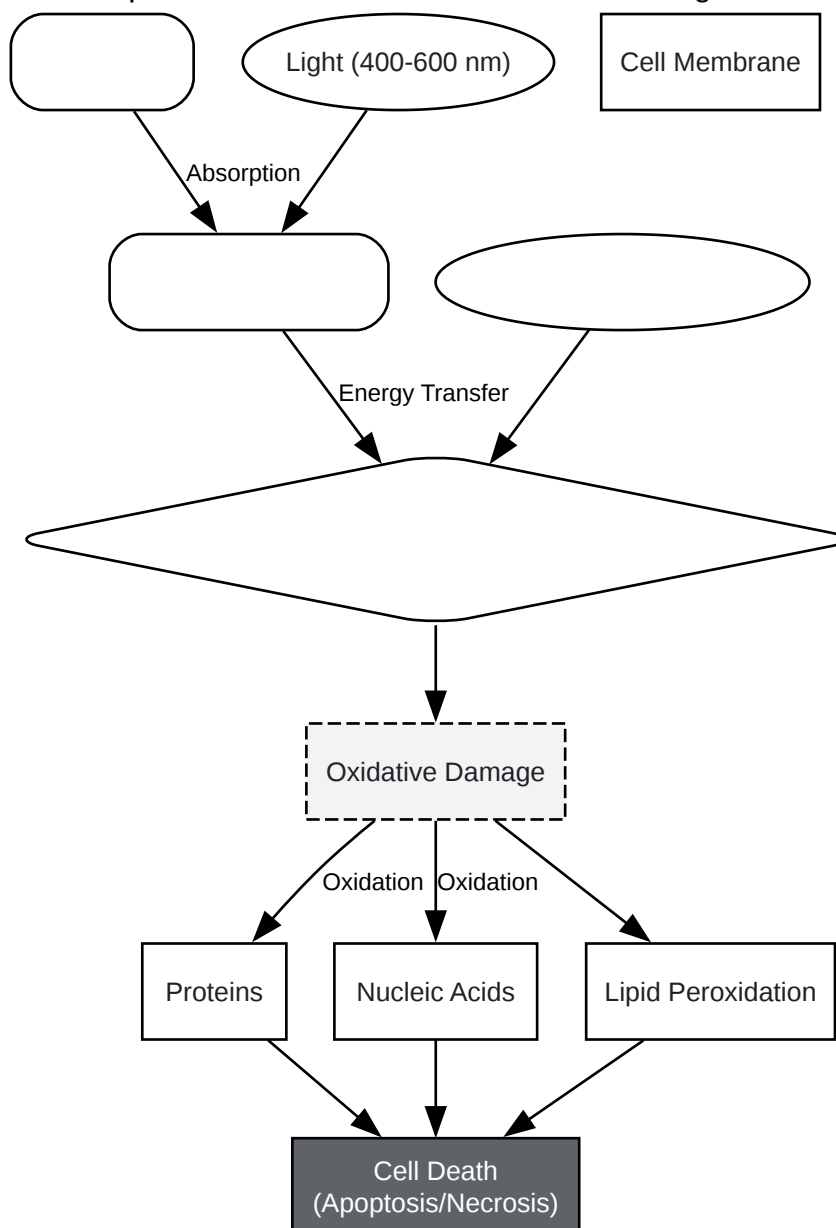 Light (400-600 nm)
Cell Membrane
Absorption
Energy Transfer
Oxidative Damage
Oxidation
Oxidation
Proteins
Nucleic Acids
Lipid Peroxidation
Cell Death
(Apoptosis/Necrosis)